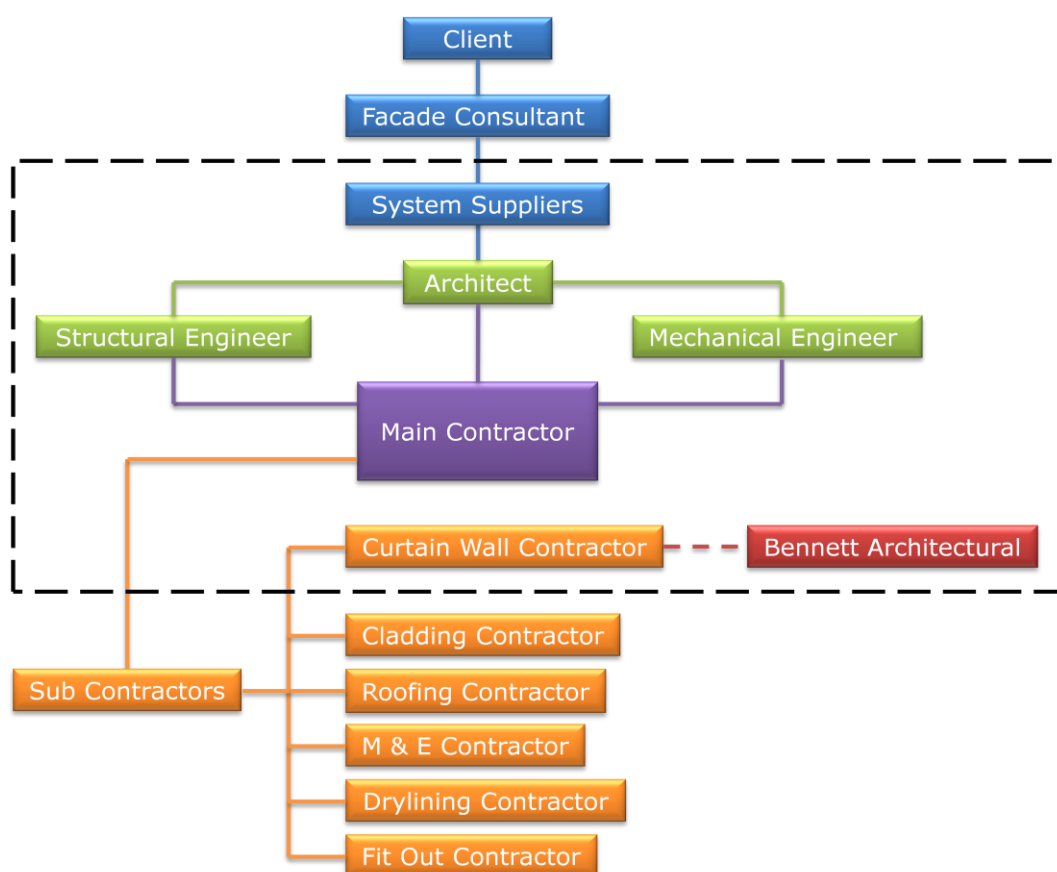 Client
Facade Consultant
System Suppliers
Architect
Structural Engineer
Mechanical Engineer
Main Contractor
Curtain Wall Contractor
Bennett Architectural
Cladding Contractor
Sub Contractors
Roofing Contractor
M & E Contractor
Drylining Contractor
Fit Out Contractor